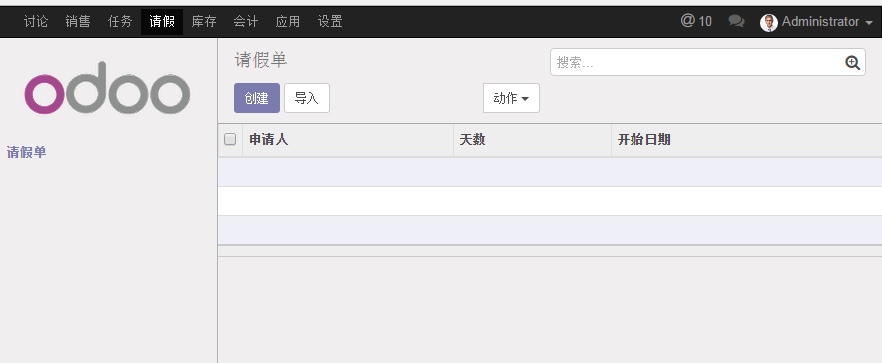 讨论 销售 任务 请假 库存 会计 应用 设置 @ 10 Administrator
odoo
请假单
请假单
搜索...
创建 导入 动作
申请人 天数 开始日期